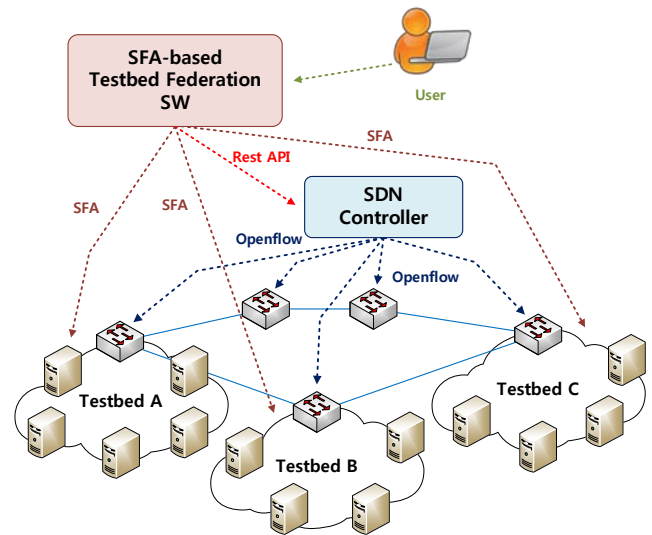 SFA-based
Testbed Federation
SW
User
SFA
Rest API
SDN
Controller
SFA
SFA
Openflow
Openflow
Testbed A
Testbed C
Testbed B